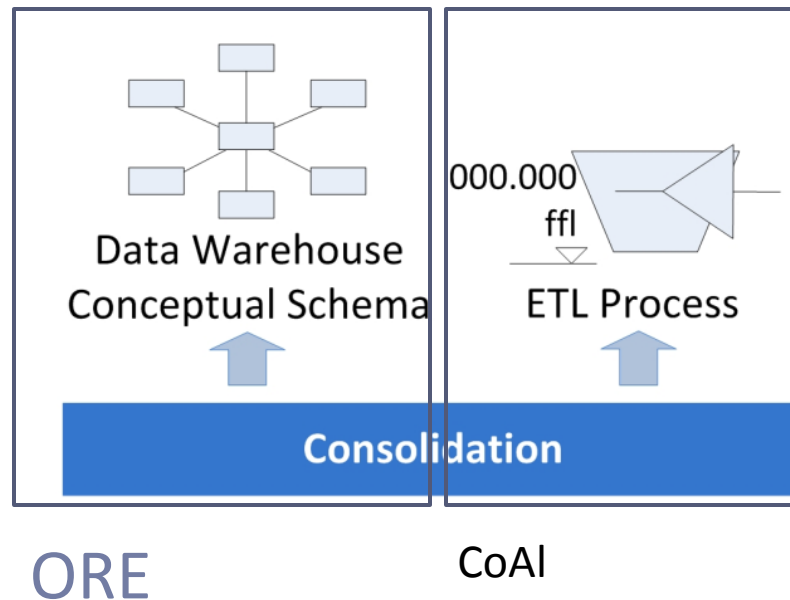 Data Warehouse
Conceptual Schema
000.000
ffl
ETL Process
Consolidation
ORE
CoAl